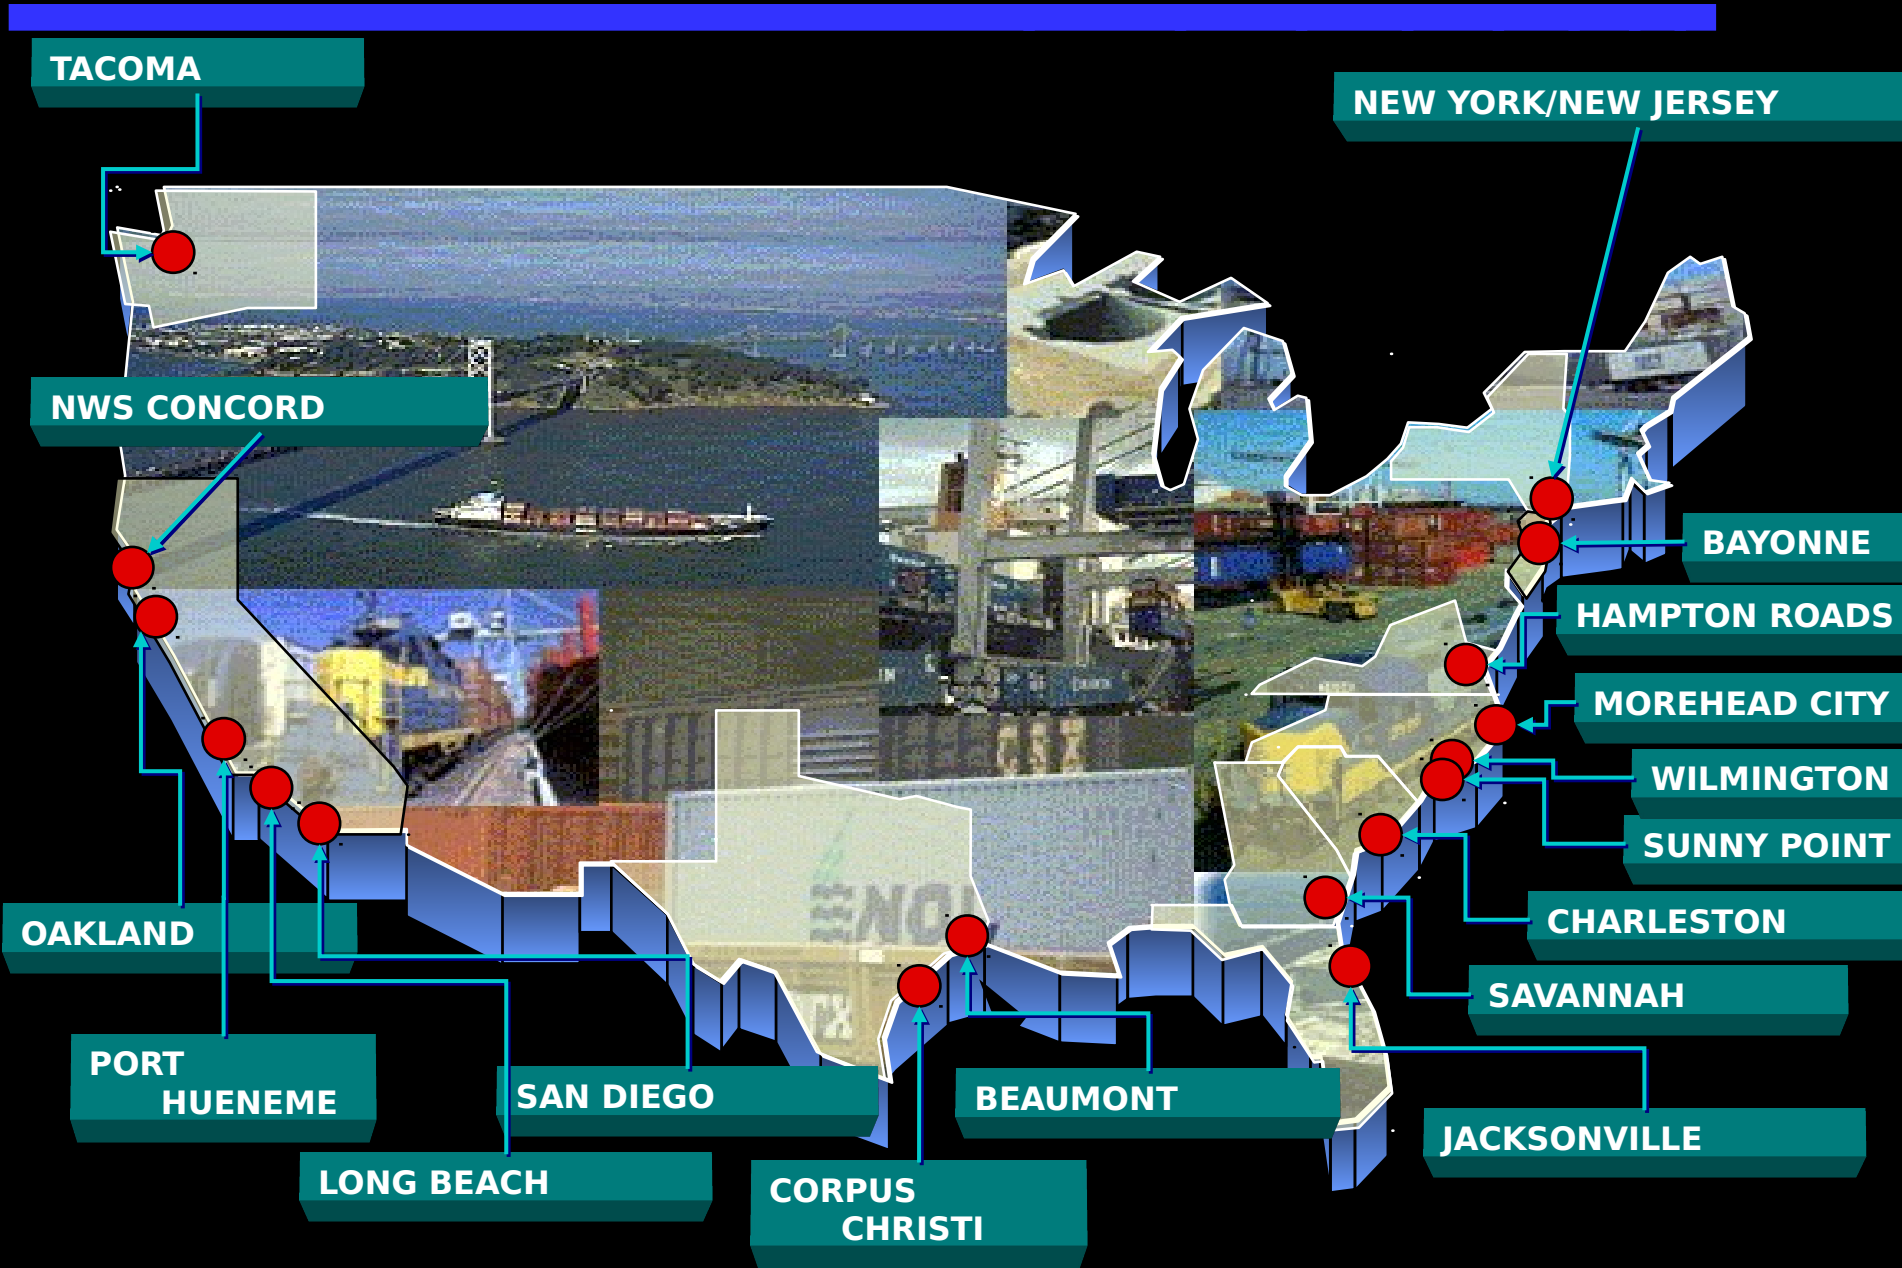 TACOMA
NEW YORK/NEW JERSEY
NWS CONCORD
BAYONNE
HAMPTON ROADS
MOREHEAD CITY
WILMINGTON
SUNNY POINT
CHARLESTON
OAKLAND
SAVANNAH
PORT
HUENEME
SAN DIEGO
BEAUMONT
JACKSONVILLE
LONG BEACH
CORPUS
CHRISTI
CSX